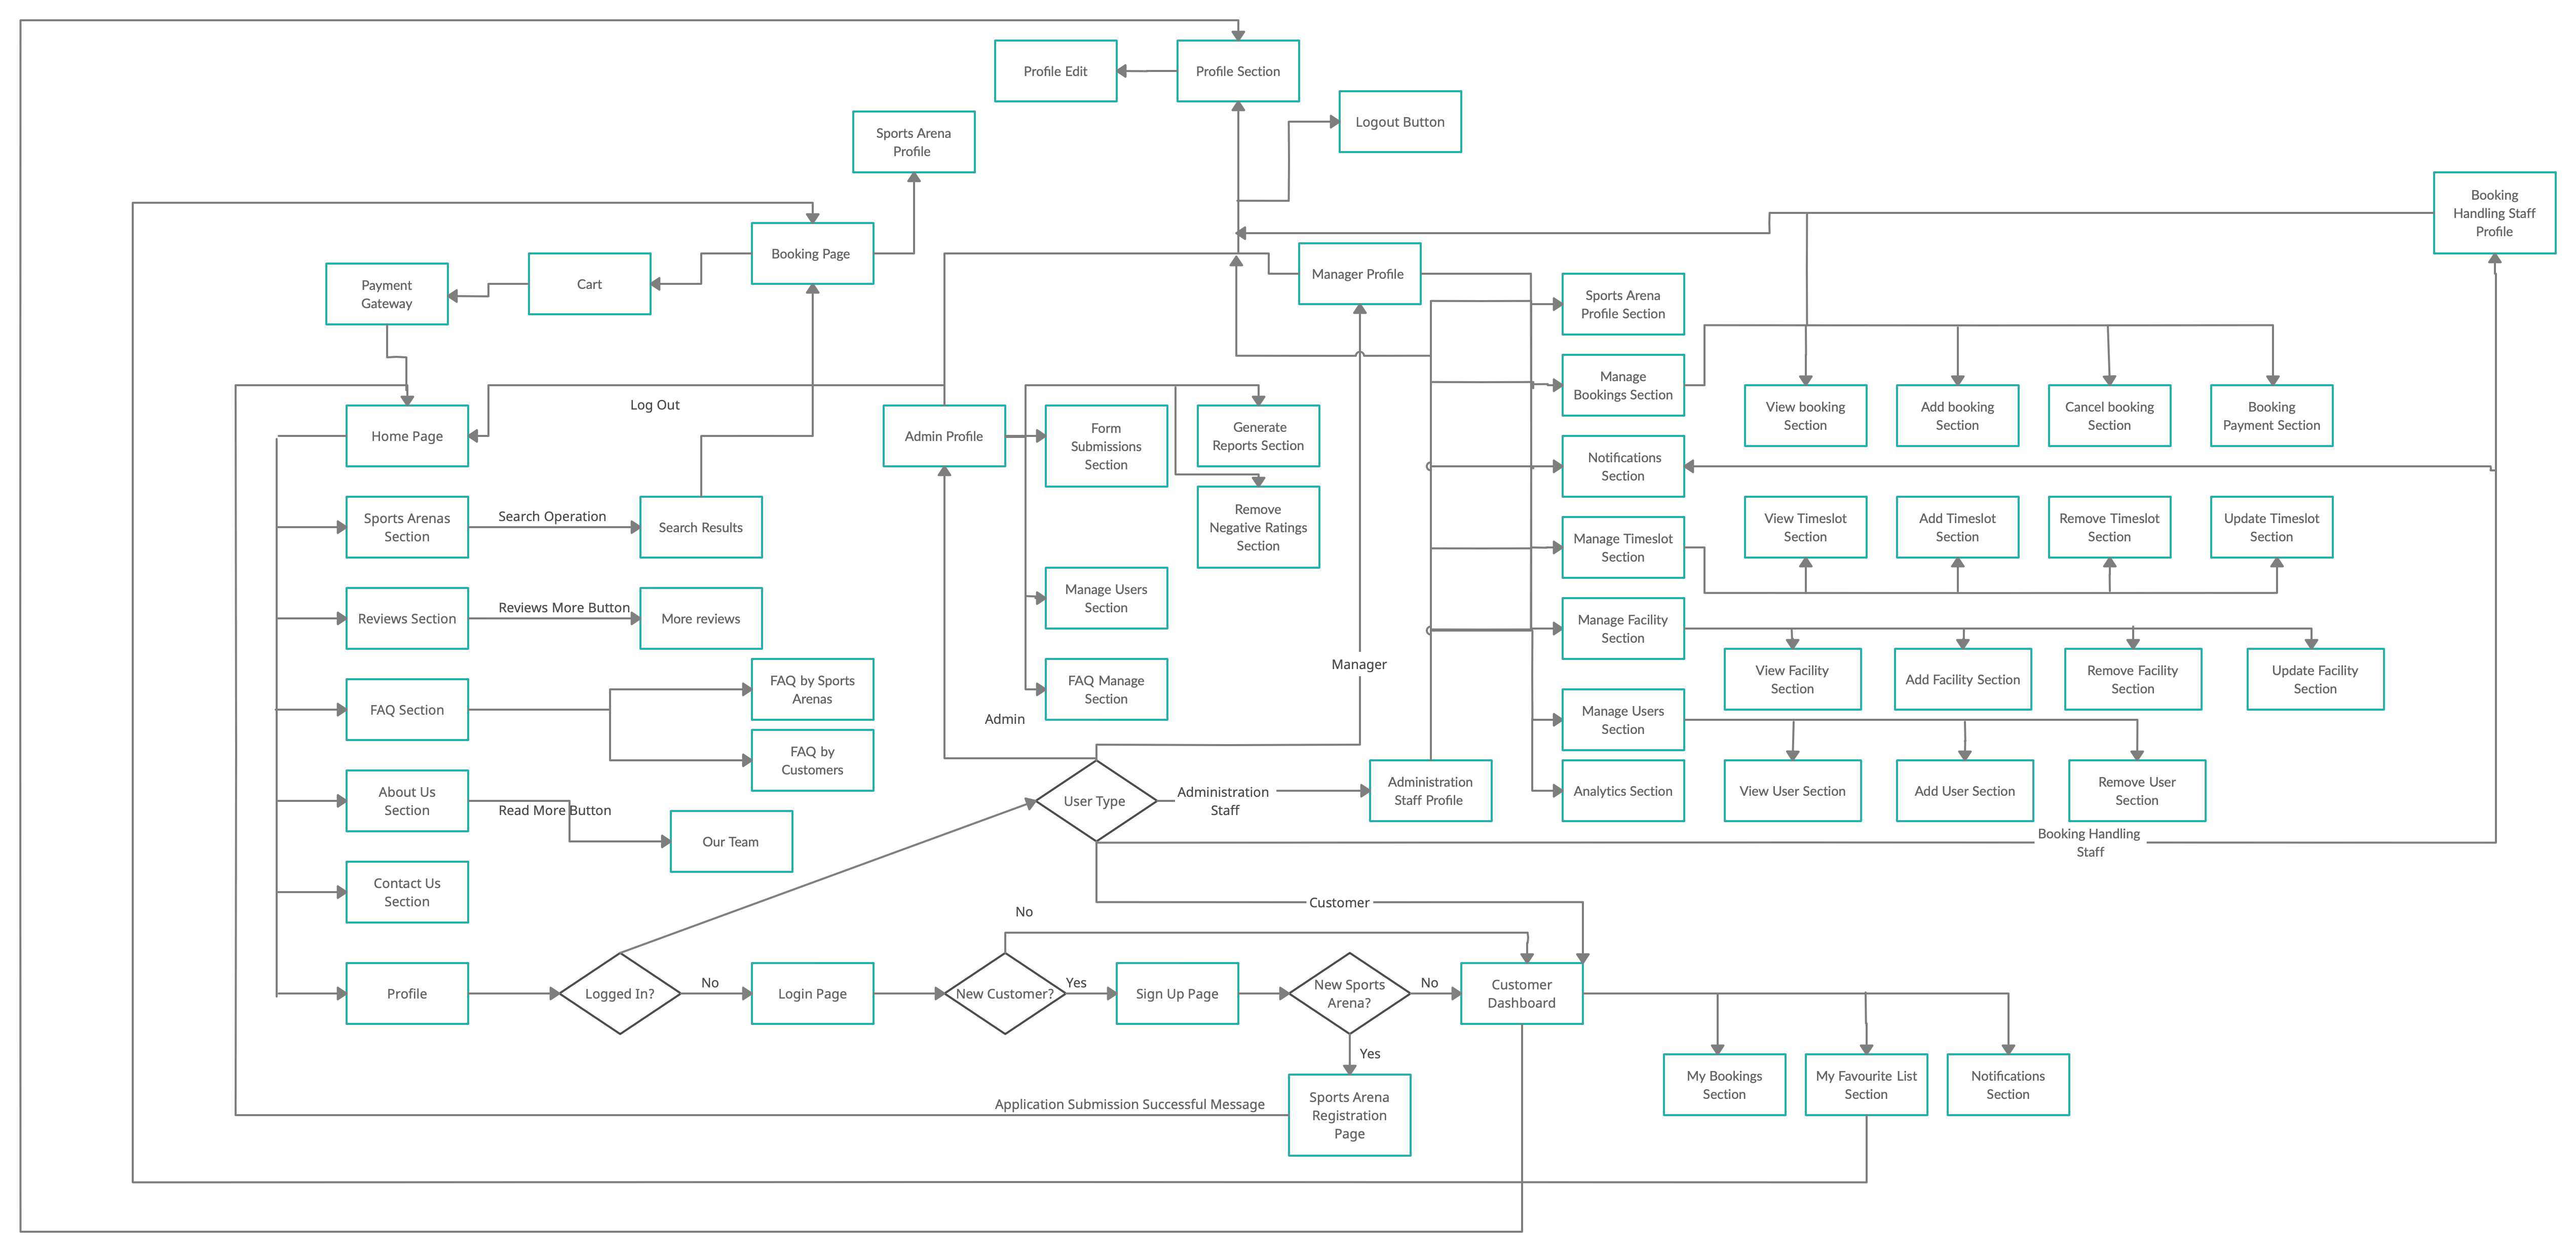 Profile Edit
Profile Section
Logout Button
Sports Arena
Profile
Booking
Handling Staff
Profile
Booking Page
Manager Profile
Cart
Payment
Gateway
Sports Arena
Profile Section
Manage
Bookings Section
View booking
Section
Add booking
Section
Cancel booking
Section
Booking
Payment Section
Log Out
Home Page
Admin Profile
Form
Submissions
Section
Generate
Reports Section
Notifications
Section
Sports Arenas
Section
Search Operation
Search Results
Remove
Negative Ratings
Section
Manage Timeslot
Section
View Timeslot
Section
Add Timeslot
Section
Remove Timeslot
Section
Update Timeslot
Section
Reviews Section
Reviews More Button
More reviews
Manage Users
Section
Manage Facility
Section
View Facility
Section
Add Facility Section
Remove Facility
Section
Update Facility
Section
Manager
FAQ Section
FAQ by Sports
Arenas
FAQ by
Customers
FAQ Manage
Section
Admin
Manage Users
Section
About Us
Section
Read More Button
Our Team
User Type
Administration
Staff
Administration
Staff Profile
Analytics Section
View User Section
Add User Section
Remove User
Section
Booking Handling
Staff
Contact Us
Section
Customer
No
Profile
Logged In?
No
Login Page
New Customer?
Yes
Sign Up Page
New Sports
Arena?
No
Customer
Dashboard
Yes
My Bookings
Section
My Favourite List
Section
Notifications
Section
Application Submission Successful Message
Sports Arena
Registration
Page